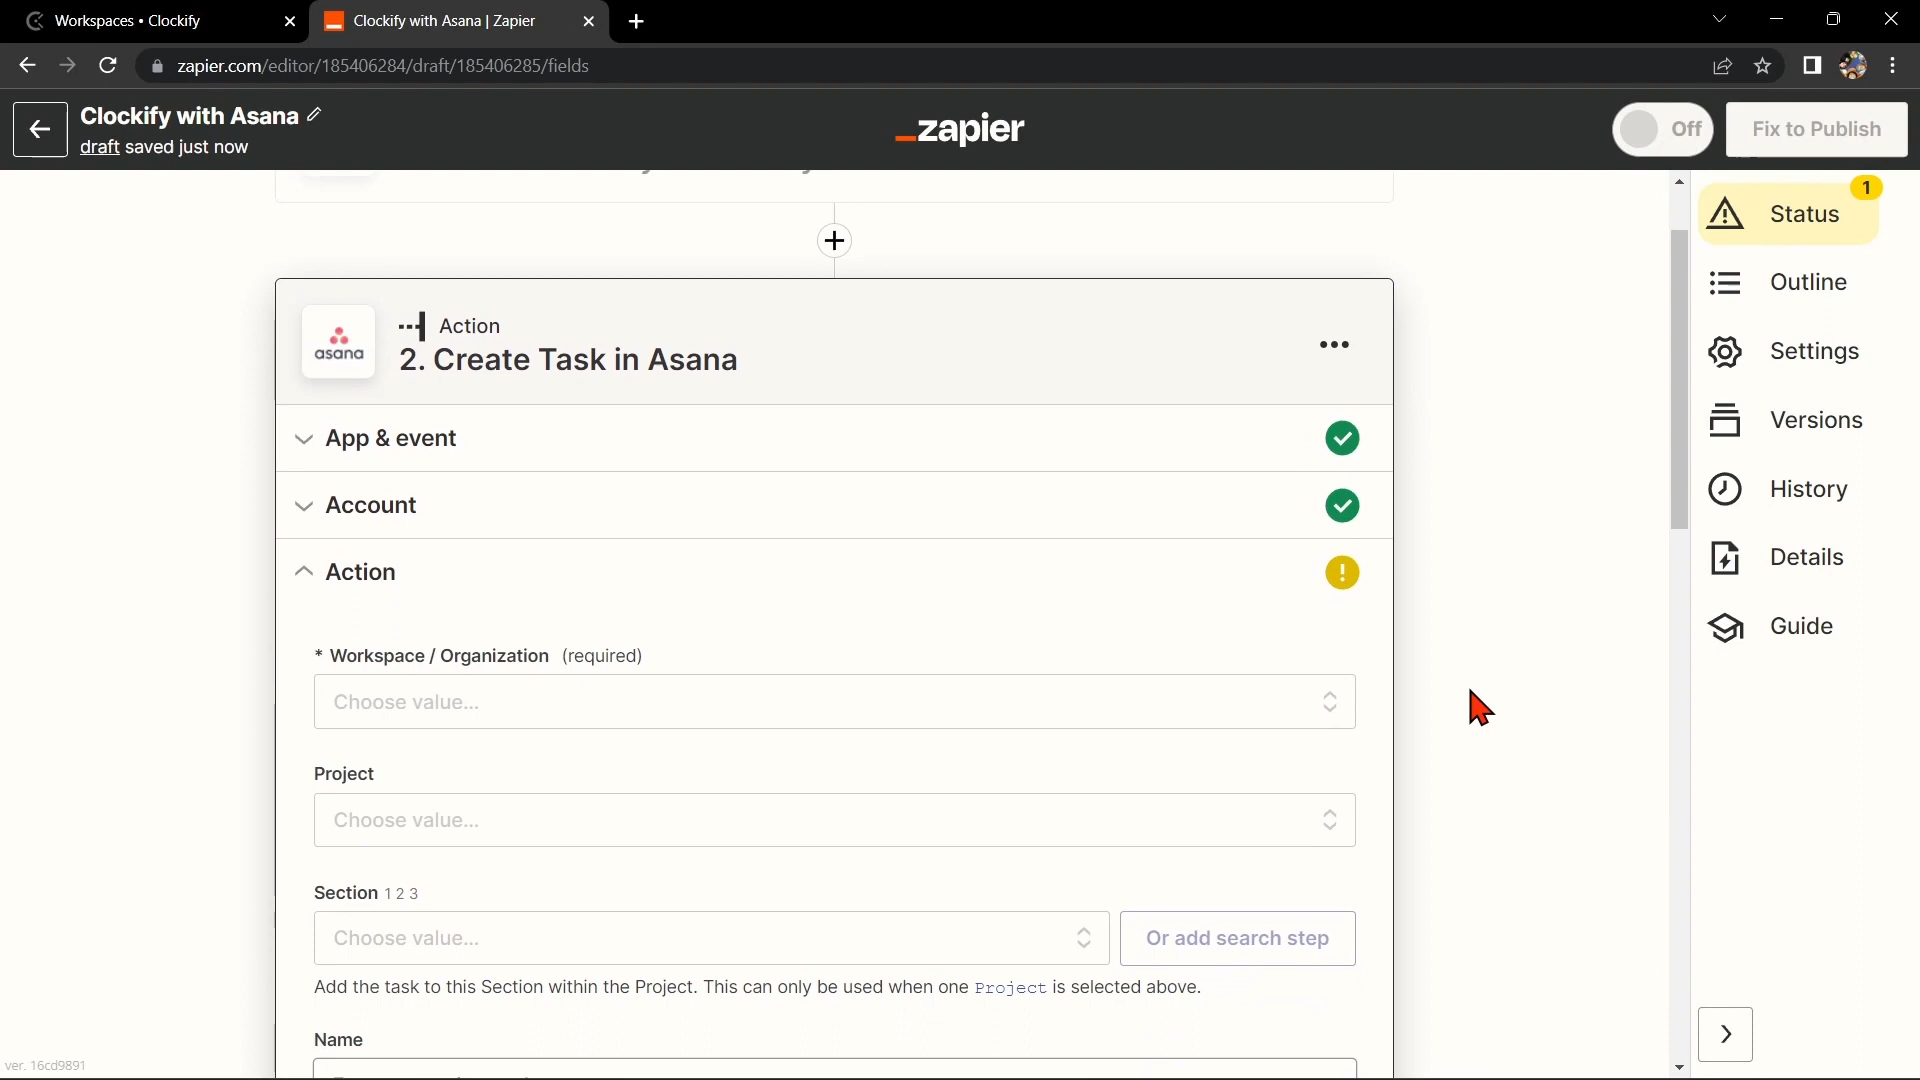 Workspaces • Clockify
Clockify with Asana | Zapier
zapier.com/editor/185406284/draft/185406285/fields
Clockify with Asana
draft saved just now
_zapier
Off
Fix to Publish
1
Status
Outline
Settings
Versions
History
Details
Guide
asana
Action
2. Create Task in Asana
App & event
Account
Action
!
* Workspace / Organization (required)
Choose value...
Project
Choose value...
Section 1 2 3
Choose value...
Or add search step
Add the task to this Section within the Project. This can only be used when one Project is selected above.
Name
ver. 16cd9891